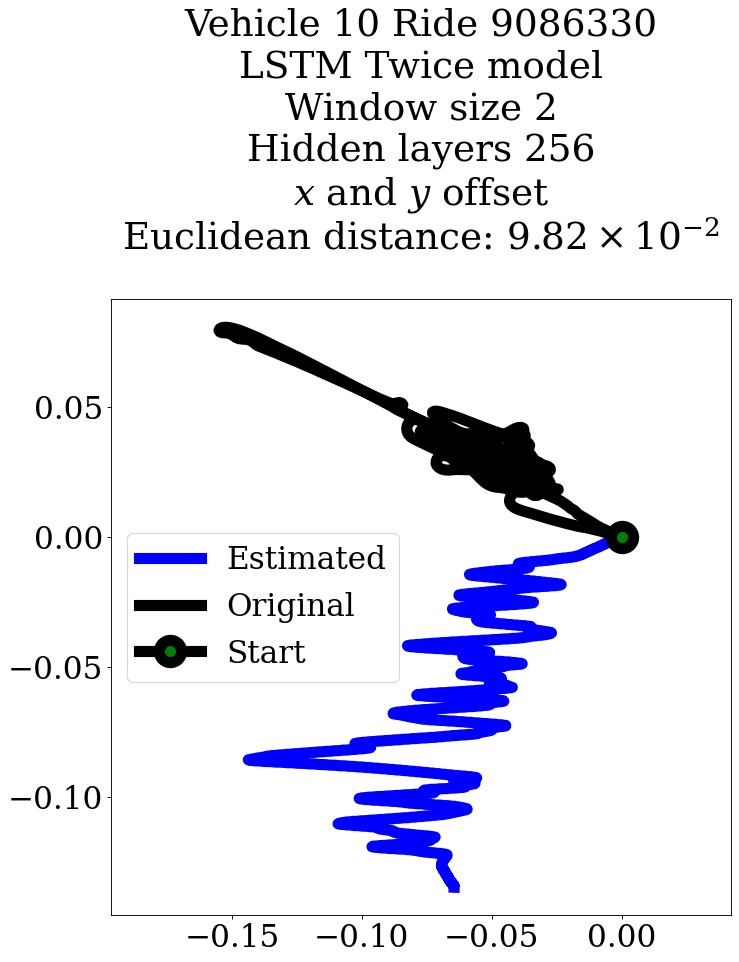 Vehicle 10 Ride 9086330
LSTM Twice model
Window size 2
Hidden layers 256
x and y offset
Euclidean distance: 9.82 × 10⁻²
0.05
0.00
−0.05
−0.10
Estimated
Original
Start
−0.15 −0.10 −0.05 0.00